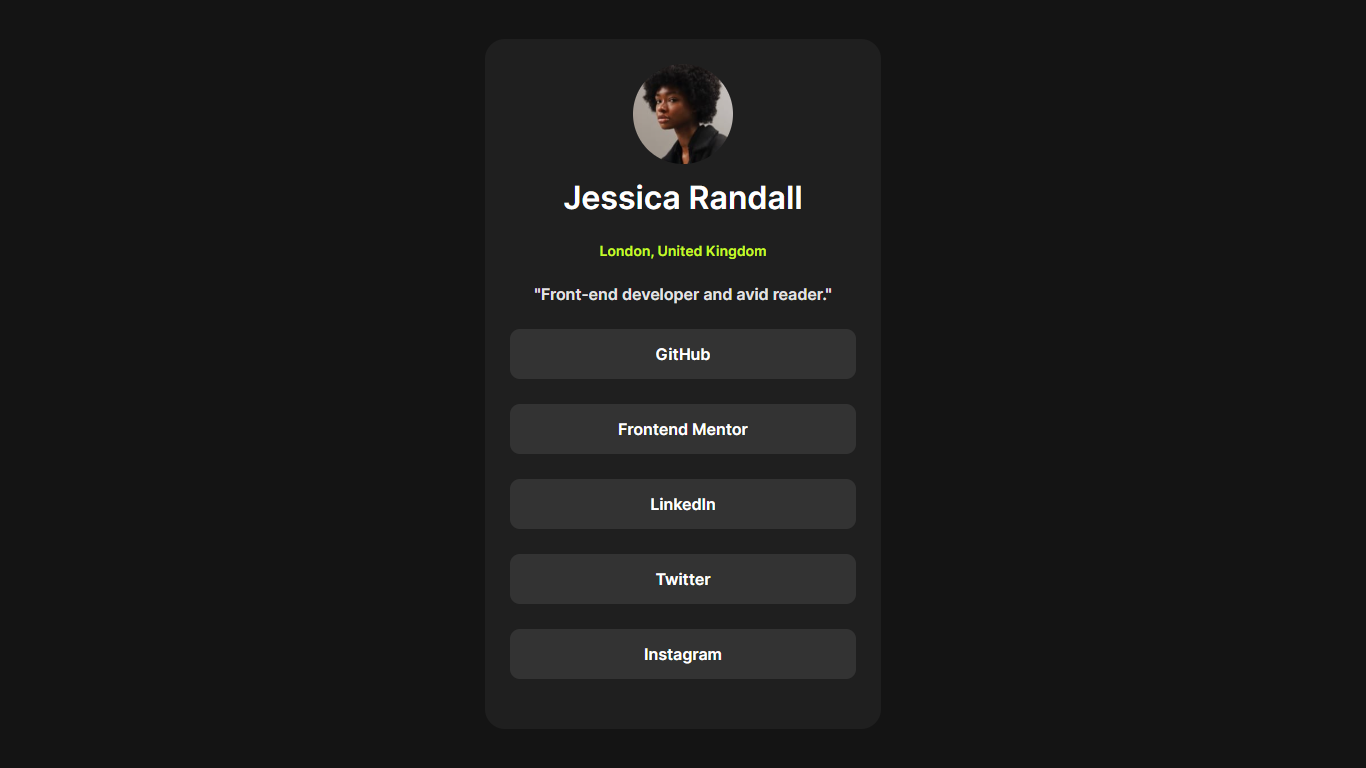 Jessica Randall
London, United Kingdom
"Front-end developer and avid reader."
GitHub
Frontend Mentor
LinkedIn
Twitter
Instagram